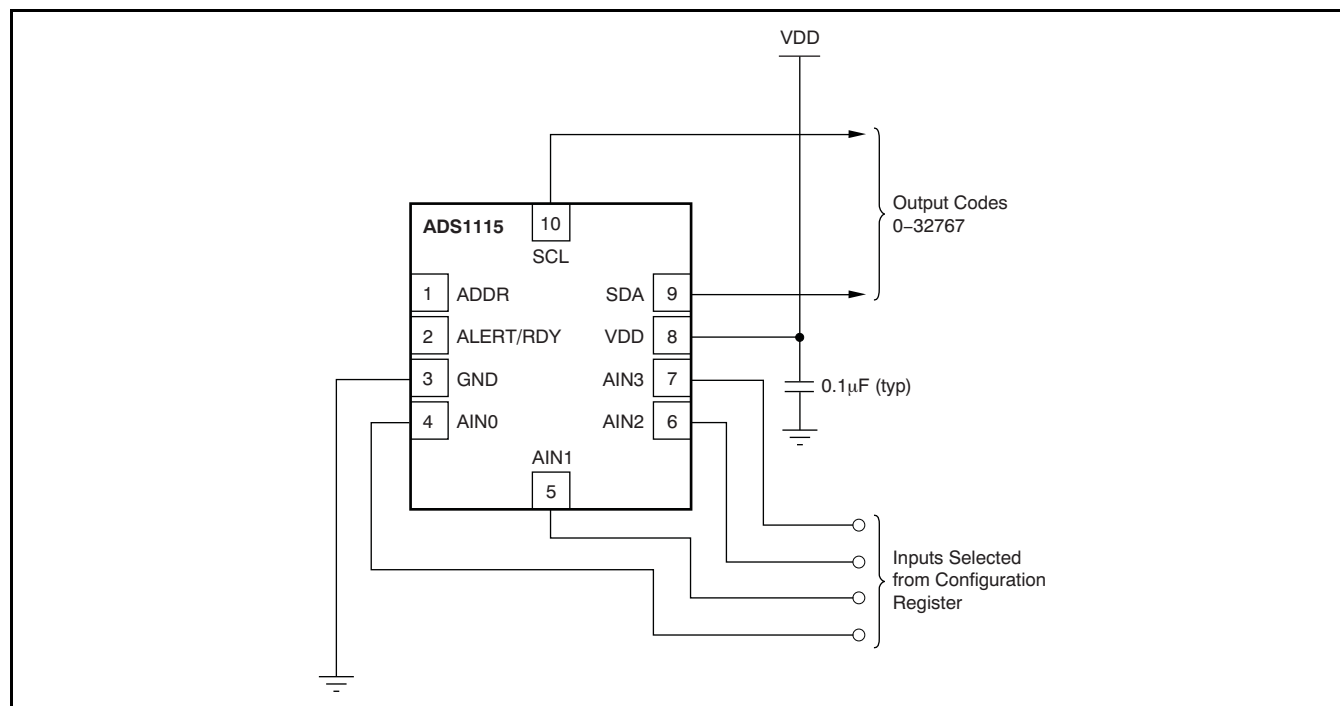 VDD
Output Codes
0–32767
ADS1115
10
SCL
1 ADDR
SDA 9
2 ALERT/RDY
VDD 8
3 GND
AIN3 7
0.1μF (typ)
4 AIN0
AIN2 6
AIN1
5
Inputs Selected
from Configuration
Register